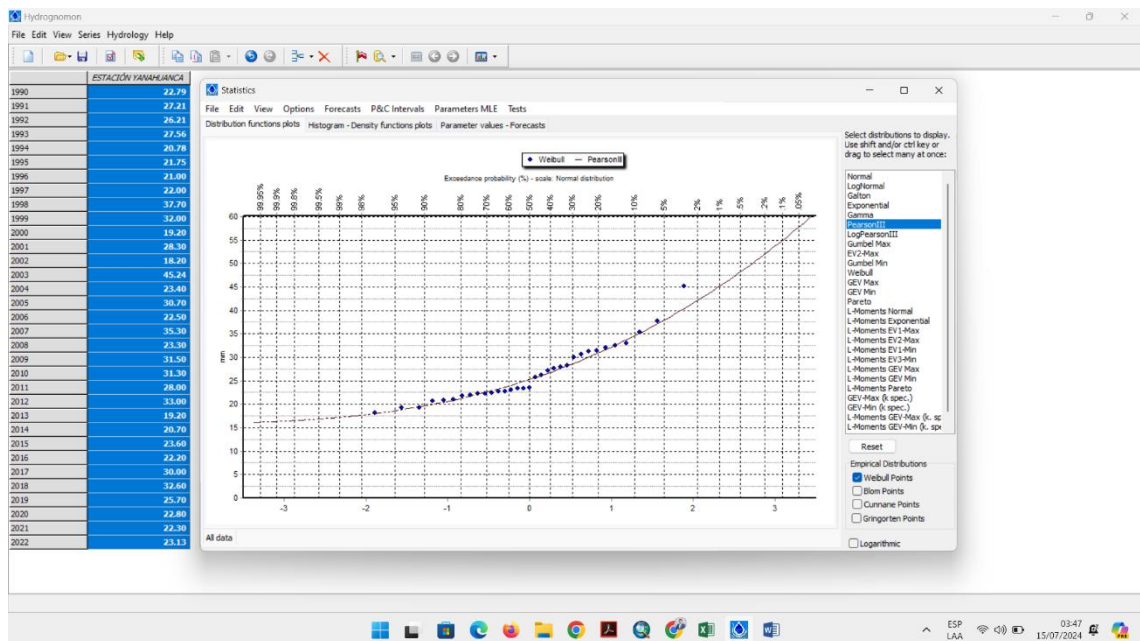 Hydrognomon
File Edit View Series Hydrology Help
ESTACIÓN YANAHUANCA
1990 22.79
1991 27.21
1992 26.21
1993 27.56
1994 20.78
1995 21.75
1996 21.00
1997 22.00
1998 37.70
1999 32.00
2000 19.20
2001 28.30
2002 18.20
2003 45.24
2004 23.40
2005 30.70
2006 22.50
2007 35.30
2008 23.30
2009 31.50
2010 31.30
2011 28.00
2012 33.00
2013 19.20
2014 20.70
2015 23.60
2016 22.20
2017 30.00
2018 32.60
2019 25.70
2020 22.80
2021 22.30
2022 23.13
Statistics
File Edit View Options Forecasts P&C Intervals Parameters MLE Tests
Distribution functions plots Histogram - Density functions plots Parameter values - Forecasts
Weibull PearsonIII
Exceedance probability (%) - scale: Normal distribution
99.95% 99.9% 99.8% 99.5% 99% 98% 95% 90% 80% 70% 60% 50% 40% 30% 20% 10% 5% 2% 1% .5% .2% .1% .05%
60
55
50
45
40
35
30
25
20
15
10
5
0
mm
-3 -2 -1 0 1 2 3
All data
Select distributions to display.
Use shift and/or ctrl key or
drag to select many at once:
Normal
LogNormal
Galton
Exponential
Gamma
PearsonIII
LogPearsonIII
Gumbel Max
EV2-Max
Gumbel Min
Weibull
GEV Max
GEV Min
Pareto
L-Moments Normal
L-Moments Exponential
L-Moments EV1-Max
L-Moments EV2-Max
L-Moments EV1-Min
L-Moments EV3-Min
L-Moments GEV Max
L-Moments GEV Min
L-Moments Pareto
GEV-Max (k spec.)
GEV-Min (k spec.)
L-Moments GEV-Max (k. sp
L-Moments GEV-Min (k. spe
Reset
Empirical Distributions
Weibull Points
Blom Points
Cunnane Points
Gringorten Points
Logarithmic
ESP
LAA
03:47
15/07/2024